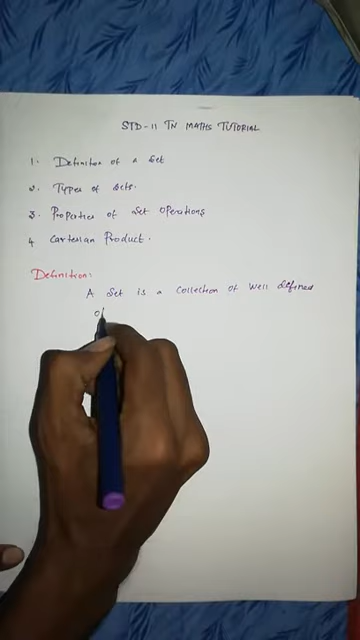 STD-11 TN MATHS TUTORIAL
1. Definition of a Set
2. Types of Sets.
3. Properties of Set Operations
4 Cartesian Product.
Definition:
A Set is a Collection of Well defined